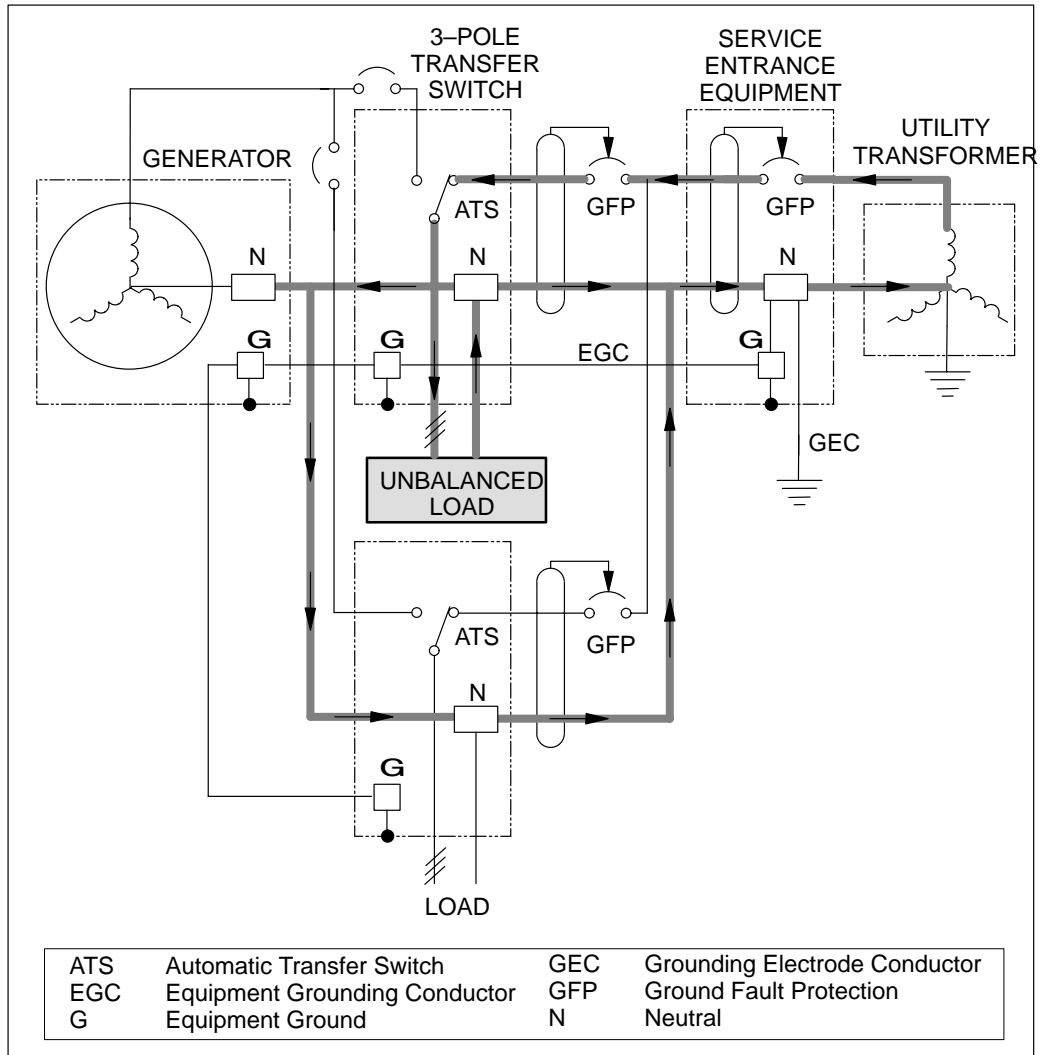 3–POLE
TRANSFER
SWITCH
SERVICE
ENTRANCE
EQUIPMENT
UTILITY
TRANSFORMER
GENERATOR
ATS
GFP
GFP
N
N
N
G
G
G
EGC
GEC
UNBALANCED
LOAD
ATS
GFP
N
G
LOAD
ATS Automatic Transfer Switch GEC Grounding Electrode Conductor
EGC Equipment Grounding Conductor GFP Ground Fault Protection
G Equipment Ground N Neutral